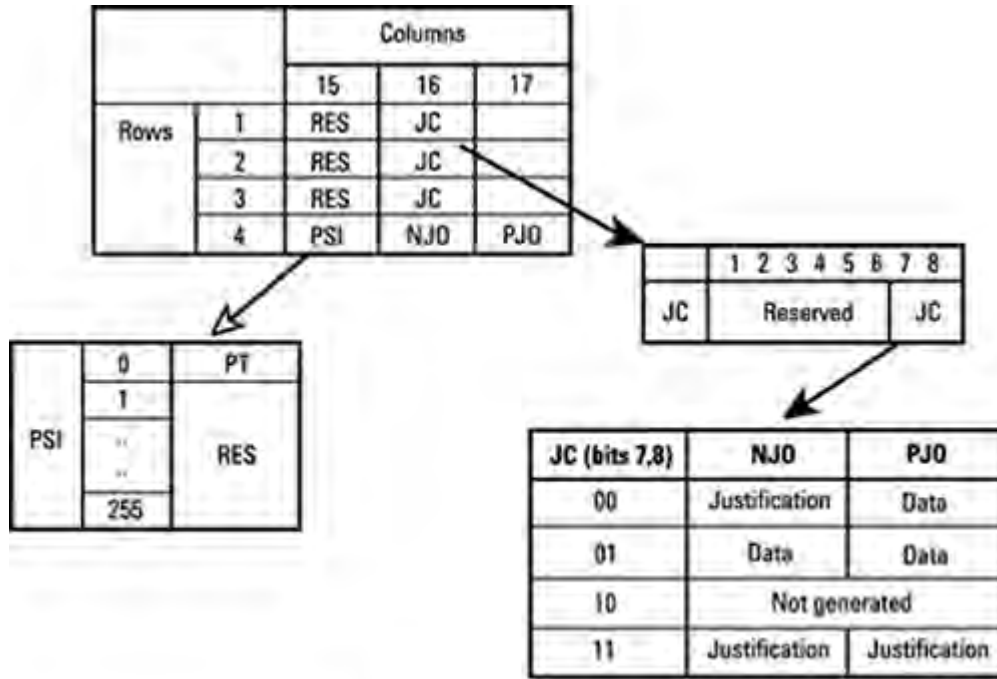 Columns
15 16 17
Rows 1 RES JC
2 RES JC
3 RES JC
4 PSI NJO PJO
1 2 3 4 5 6 7 8
JC Reserved JC
PSI 0 PT
1
..
..
255
RES
JC (bits 7,8) NJO PJO
00 Justification Data
01 Data Data
10 Not generated
11 Justification Justification